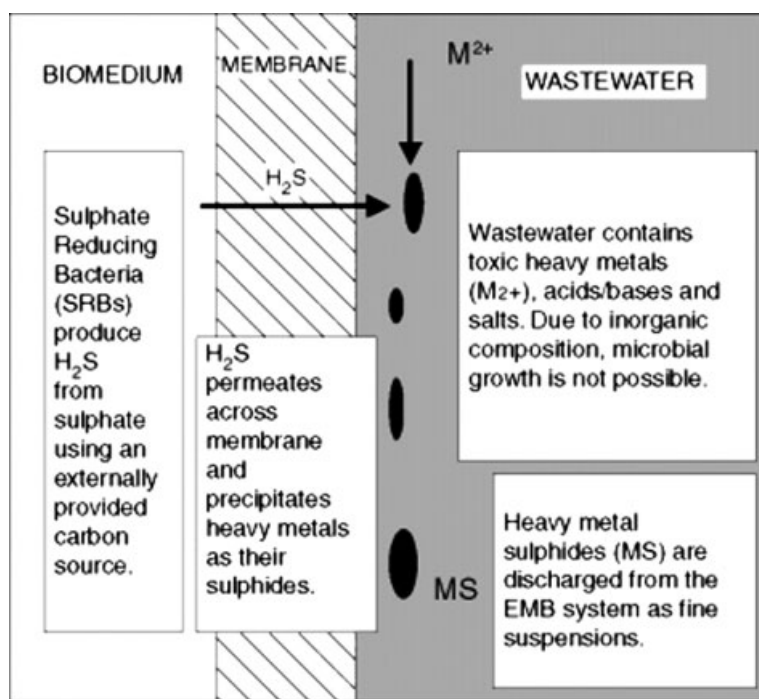 BIOMEDIUM
MEMBRANE
M²⁺
WASTEWATER
H₂S
Sulphate
Reducing
Bacteria
(SRBs)
produce
H₂S
from
sulphate
using an
externally
provided
carbon
source.
H₂S
permeates
across
membrane
and
precipitates
heavy metals
as their
sulphides.
Wastewater contains
toxic heavy metals
(M₂₊), acids/bases and
salts. Due to inorganic
composition, microbial
growth is not possible.
MS
Heavy metal
sulphides (MS) are
discharged from the
EMB system as fine
suspensions.